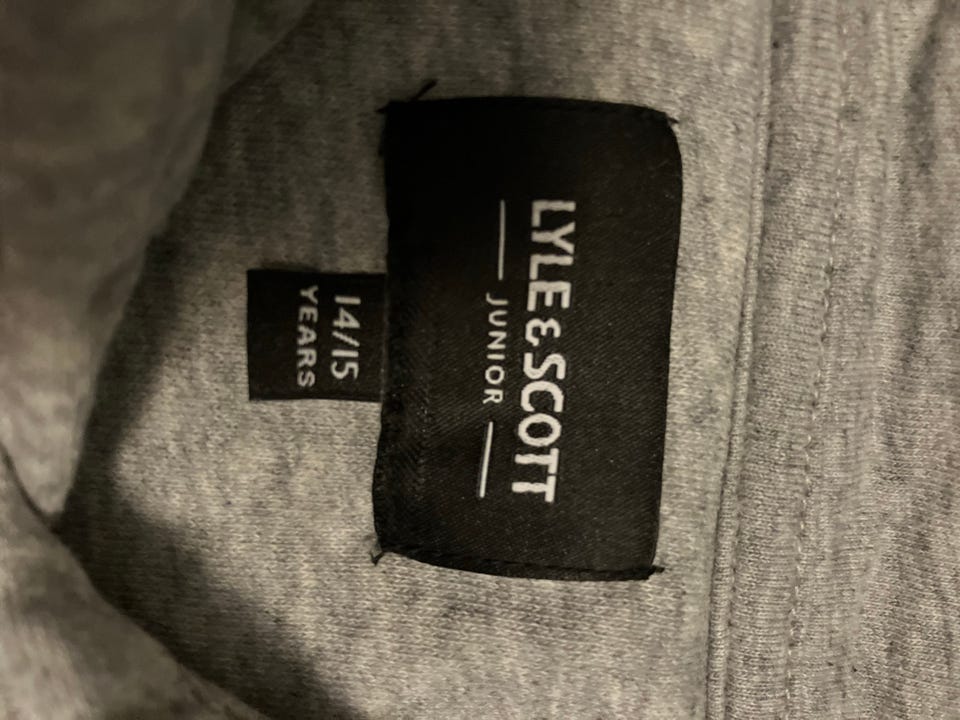 LYLE & SCOTT
JUNIOR
14/15
YEARS